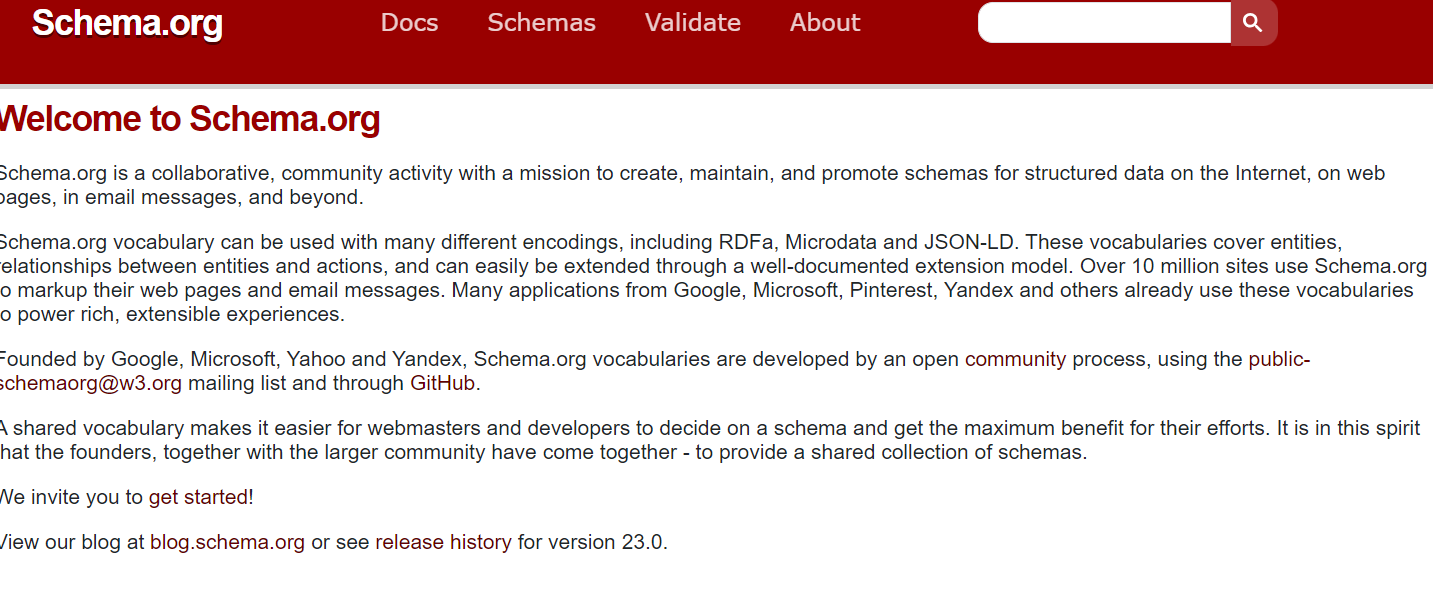 Schema.org Docs Schemas Validate About
Welcome to Schema.org
Schema.org is a collaborative, community activity with a mission to create, maintain, and promote schemas for structured data on the Internet, on web
pages, in email messages, and beyond.
Schema.org vocabulary can be used with many different encodings, including RDFa, Microdata and JSON-LD. These vocabularies cover entities,
relationships between entities and actions, and can easily be extended through a well-documented extension model. Over 10 million sites use Schema.org
to markup their web pages and email messages. Many applications from Google, Microsoft, Pinterest, Yandex and others already use these vocabularies
to power rich, extensible experiences.
Founded by Google, Microsoft, Yahoo and Yandex, Schema.org vocabularies are developed by an open community process, using the public-
schemaorg@w3.org mailing list and through GitHub.
A shared vocabulary makes it easier for webmasters and developers to decide on a schema and get the maximum benefit for their efforts. It is in this spirit
that the founders, together with the larger community have come together - to provide a shared collection of schemas.
We invite you to get started!
View our blog at blog.schema.org or see release history for version 23.0.